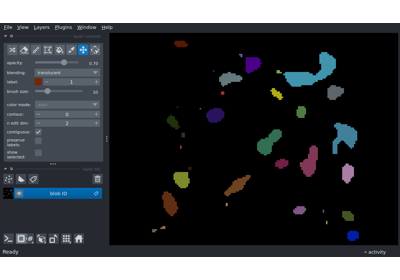 File View Layers Plugins Window Help
opacity: 0.70
blending: translucent
label: 1
brush size: 10
color mode:
contour: 0
n edit dim: 2
contiguous:
preserve labels:
show selected:
blob ID
Ready
activity